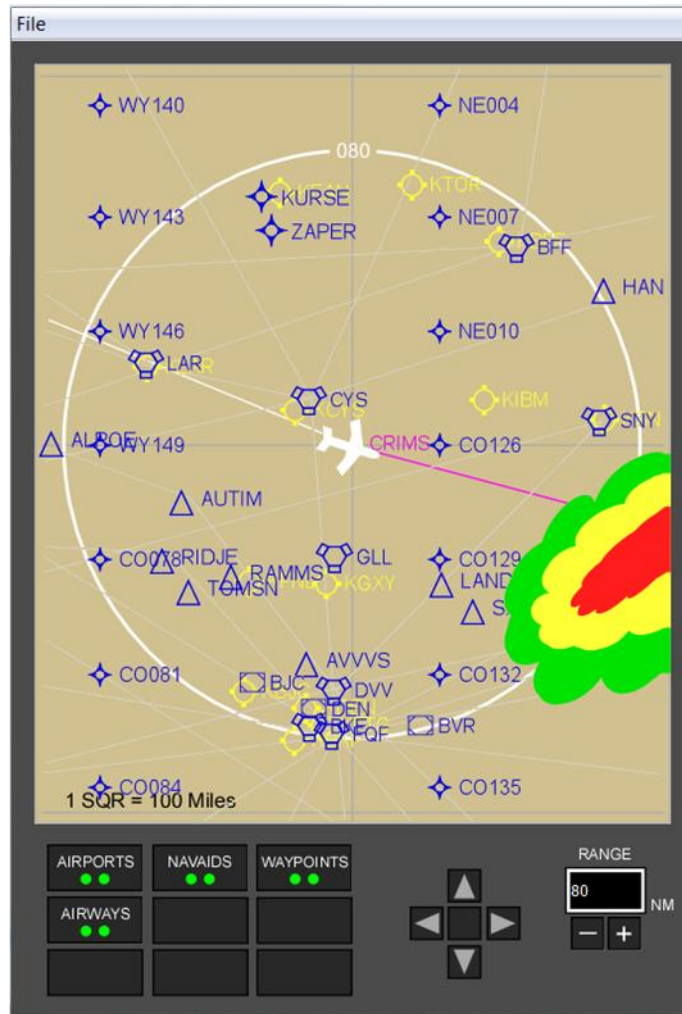 File
WY140
NE004
080
KTOR
KURSE
WY143
NE007
ZAPER
BFF
HAN
WY146
NE010
LAR
CYS
KIBM
SNY
CRIMS
WY149
CO126
AUTIM
GLL
CO078
RIDJE
RAMMS
CO129
KGXY
LAND
TOMSN
AVVVS
CO081
BJC
DVV
CO132
DEN
BVR
FQF
CO084
CO135
1 SQR = 100 Miles
AIRPORTS
NAVAIDS
WAYPOINTS
RANGE
80
NM
AIRWAYS